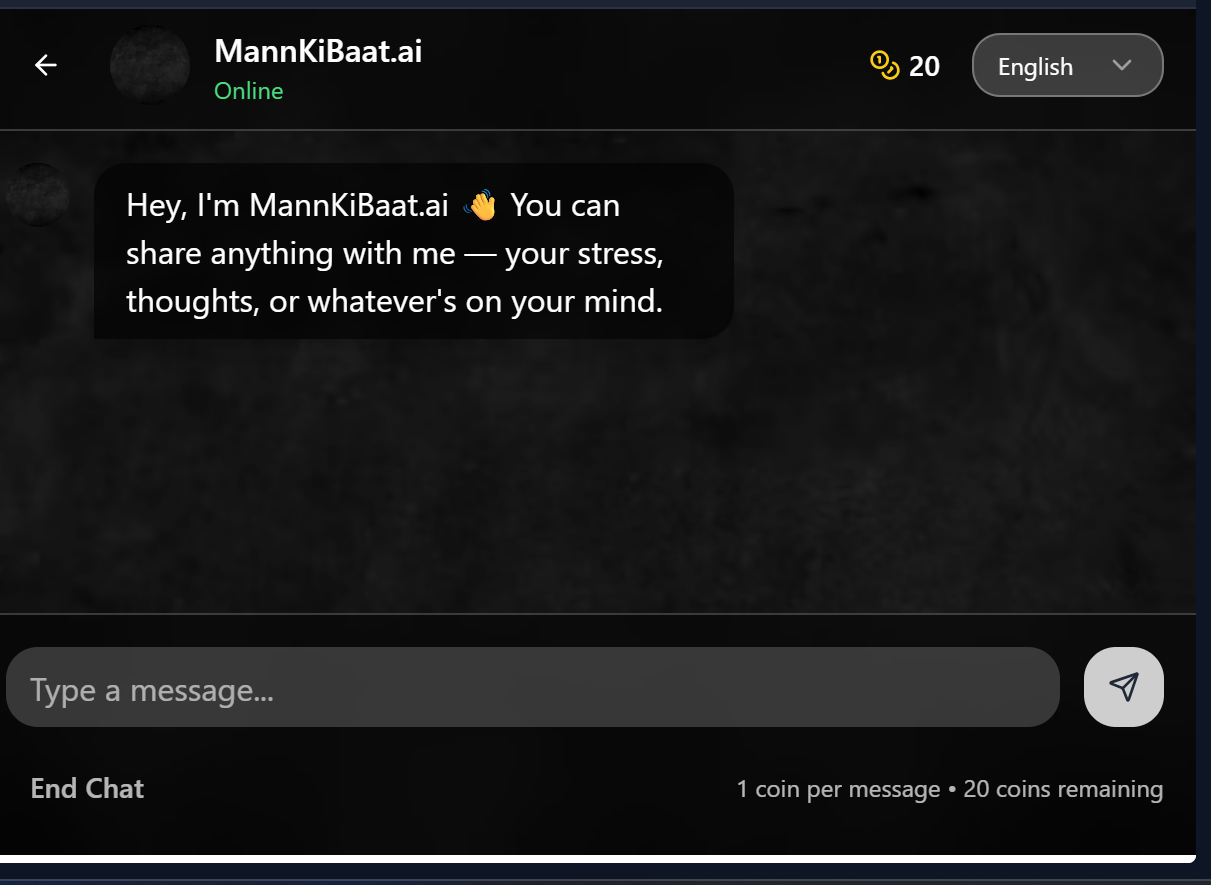 MannKiBaat.ai
Online
20
English
Hey, I'm MannKiBaat.ai 👋 You can
share anything with me — your stress,
thoughts, or whatever's on your mind.
Type a message...
End Chat
1 coin per message • 20 coins remaining